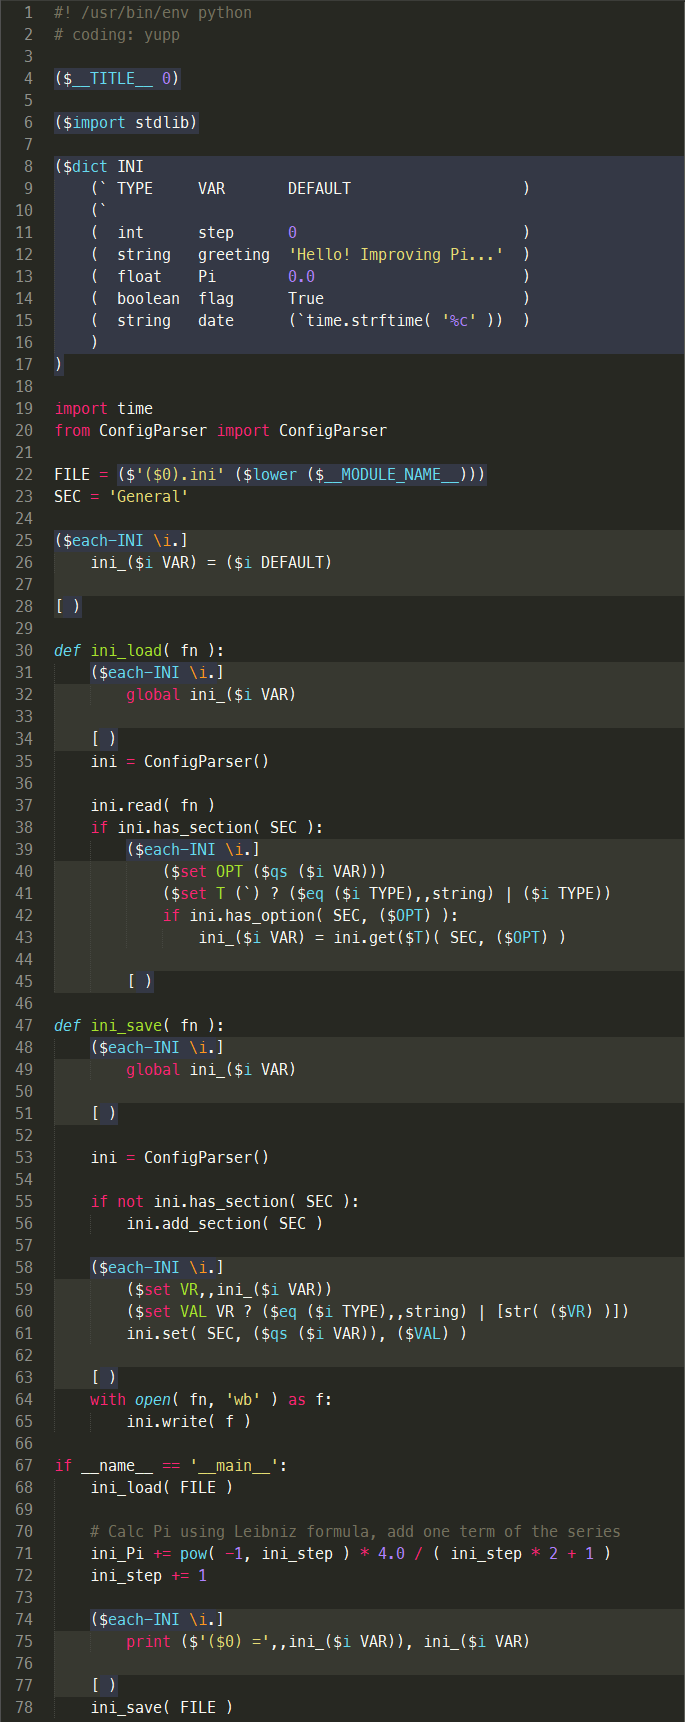 1 #! /usr/bin/env python
2 # coding: yupp
3
4 ($__TITLE__ 0)
5
6 ($import stdlib)
7
8 ($dict INI
9     (` TYPE     VAR       DEFAULT                   )
10     (`
11     (  int      step      0                         )
12     (  string   greeting  'Hello! Improving Pi...'  )
13     (  float    Pi        0.0                       )
14     (  boolean  flag      True                      )
15     (  string   date      (`time.strftime( '%c' ))  )
16     )
17 )
18
19 import time
20 from ConfigParser import ConfigParser
21
22 FILE = ($'($0).ini' ($lower ($__MODULE_NAME__)))
23 SEC = 'General'
24
25 ($each-INI \i.]
26     ini_($i VAR) = ($i DEFAULT)
27
28 [ )
29
30 def ini_load( fn ):
31     ($each-INI \i.]
32         global ini_($i VAR)
33
34     [ )
35     ini = ConfigParser()
36
37     ini.read( fn )
38     if ini.has_section( SEC ):
39         ($each-INI \i.]
40             ($set OPT ($qs ($i VAR)))
41             ($set T (`) ? ($eq ($i TYPE),,string) | ($i TYPE))
42             if ini.has_option( SEC, ($OPT) ):
43                 ini_($i VAR) = ini.get($T)( SEC, ($OPT) )
44
45         [ )
46
47 def ini_save( fn ):
48     ($each-INI \i.]
49         global ini_($i VAR)
50
51     [ )
52
53     ini = ConfigParser()
54
55     if not ini.has_section( SEC ):
56         ini.add_section( SEC )
57
58     ($each-INI \i.]
59         ($set VR,,ini_($i VAR))
60         ($set VAL VR ? ($eq ($i TYPE),,string) | [str( ($VR) )])
61         ini.set( SEC, ($qs ($i VAR)), ($VAL) )
62
63     [ )
64     with open( fn, 'wb' ) as f:
65         ini.write( f )
66
67 if __name__ == '__main__':
68     ini_load( FILE )
69
70     # Calc Pi using Leibniz formula, add one term of the series
71     ini_Pi += pow( -1, ini_step ) * 4.0 / ( ini_step * 2 + 1 )
72     ini_step += 1
73
74     ($each-INI \i.]
75         print ($'($0) =',,ini_($i VAR)), ini_($i VAR)
76
77     [ )
78     ini_save( FILE )